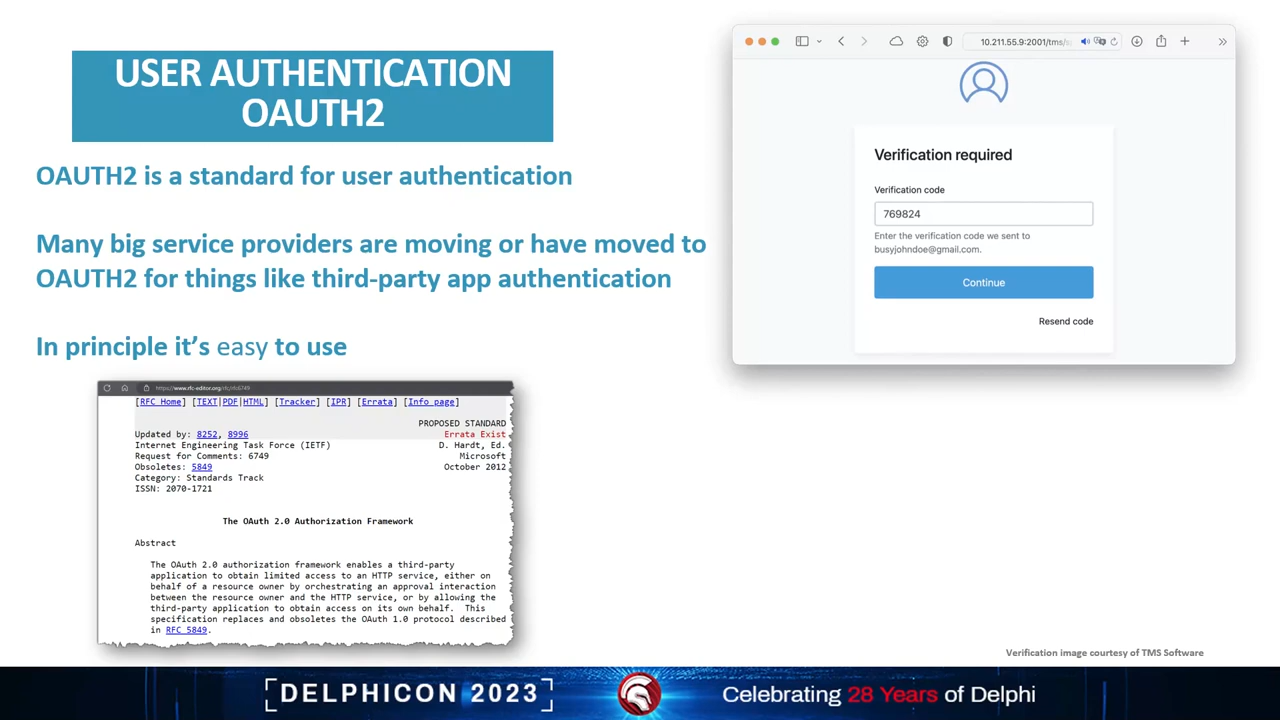 USER AUTHENTICATION
OAUTH2
OAUTH2 is a standard for user authentication
Many big service providers are moving or have moved to
OAUTH2 for things like third-party app authentication
In principle it's easy to use
https://www.rfc-editor.org/rfc/rfc6749
[RFC Home] [TEXT|PDF|HTML] [Tracker] [IPR] [Errata] [Info page]
PROPOSED STANDARD
Updated by: 8252, 8996 Errata Exist
Internet Engineering Task Force (IETF) D. Hardt, Ed.
Request for Comments: 6749 Microsoft
Obsoletes: 5849 October 2012
Category: Standards Track
ISSN: 2070-1721
The OAuth 2.0 Authorization Framework
Abstract
The OAuth 2.0 authorization framework enables a third-party
application to obtain limited access to an HTTP service, either on
behalf of a resource owner by orchestrating an approval interaction
between the resource owner and the HTTP service, or by allowing the
third-party application to obtain access on its own behalf. This
specification replaces and obsoletes the OAuth 1.0 protocol described
in RFC 5849.
10.211.55.9:2001/tms/
Verification required
Verification code
769824
Enter the verification code we sent to
busyjohndoe@gmail.com.
Continue
Resend code
Verification image courtesy of TMS Software
[DELPHICON 2023]
Celebrating 28 Years of Delphi